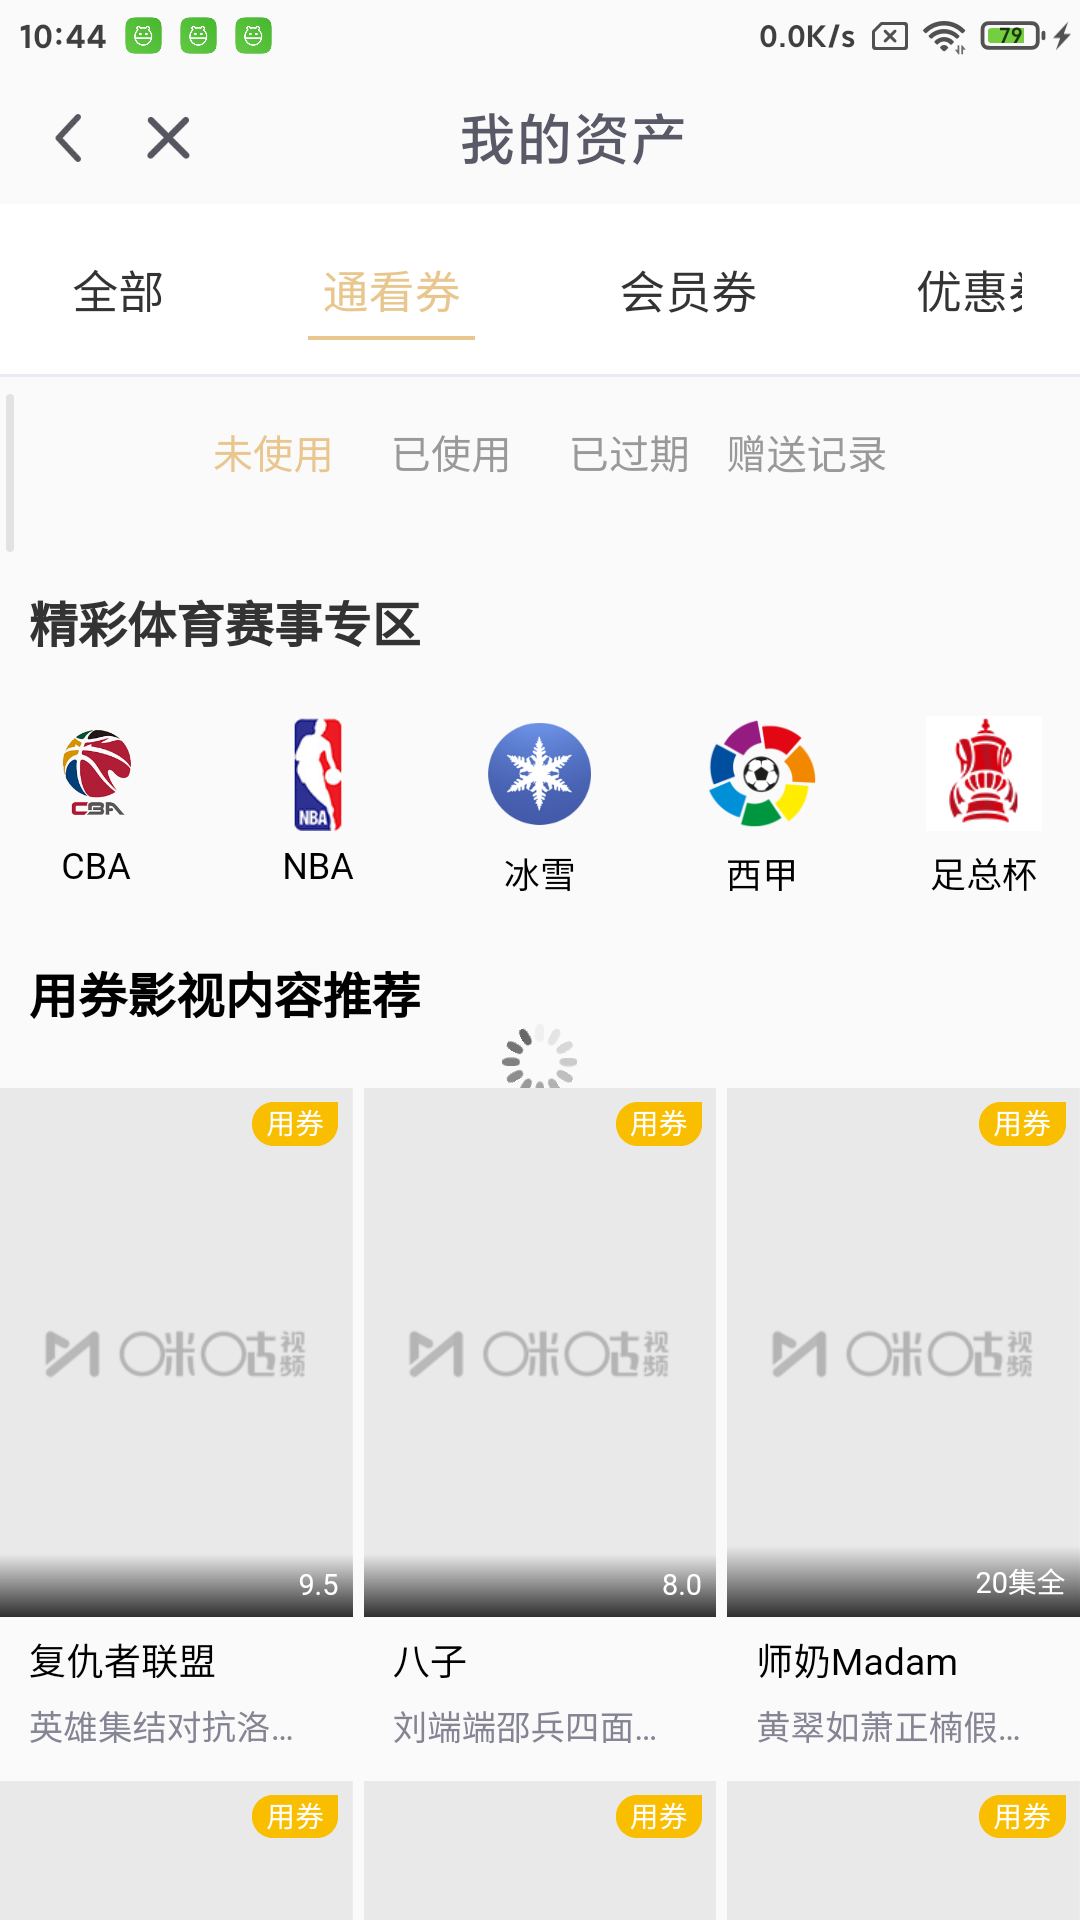 10:44 0.0K/s 79
我的资产
全部 通看券 会员券 优惠
未使用 已使用 已过期 赠送记录
精彩体育赛事专区
CBA NBA
CBA NBA 冰雪 西甲 足总杯
用券影视内容推荐
用券 用券 用券
咪咕视频 咪咕视频 咪咕视频
9.5 8.0 20集全
复仇者联盟 八子 师奶Madam
英雄集结对抗洛... 刘端端邵兵四面... 黄翠如萧正楠假...
用券 用券 用券